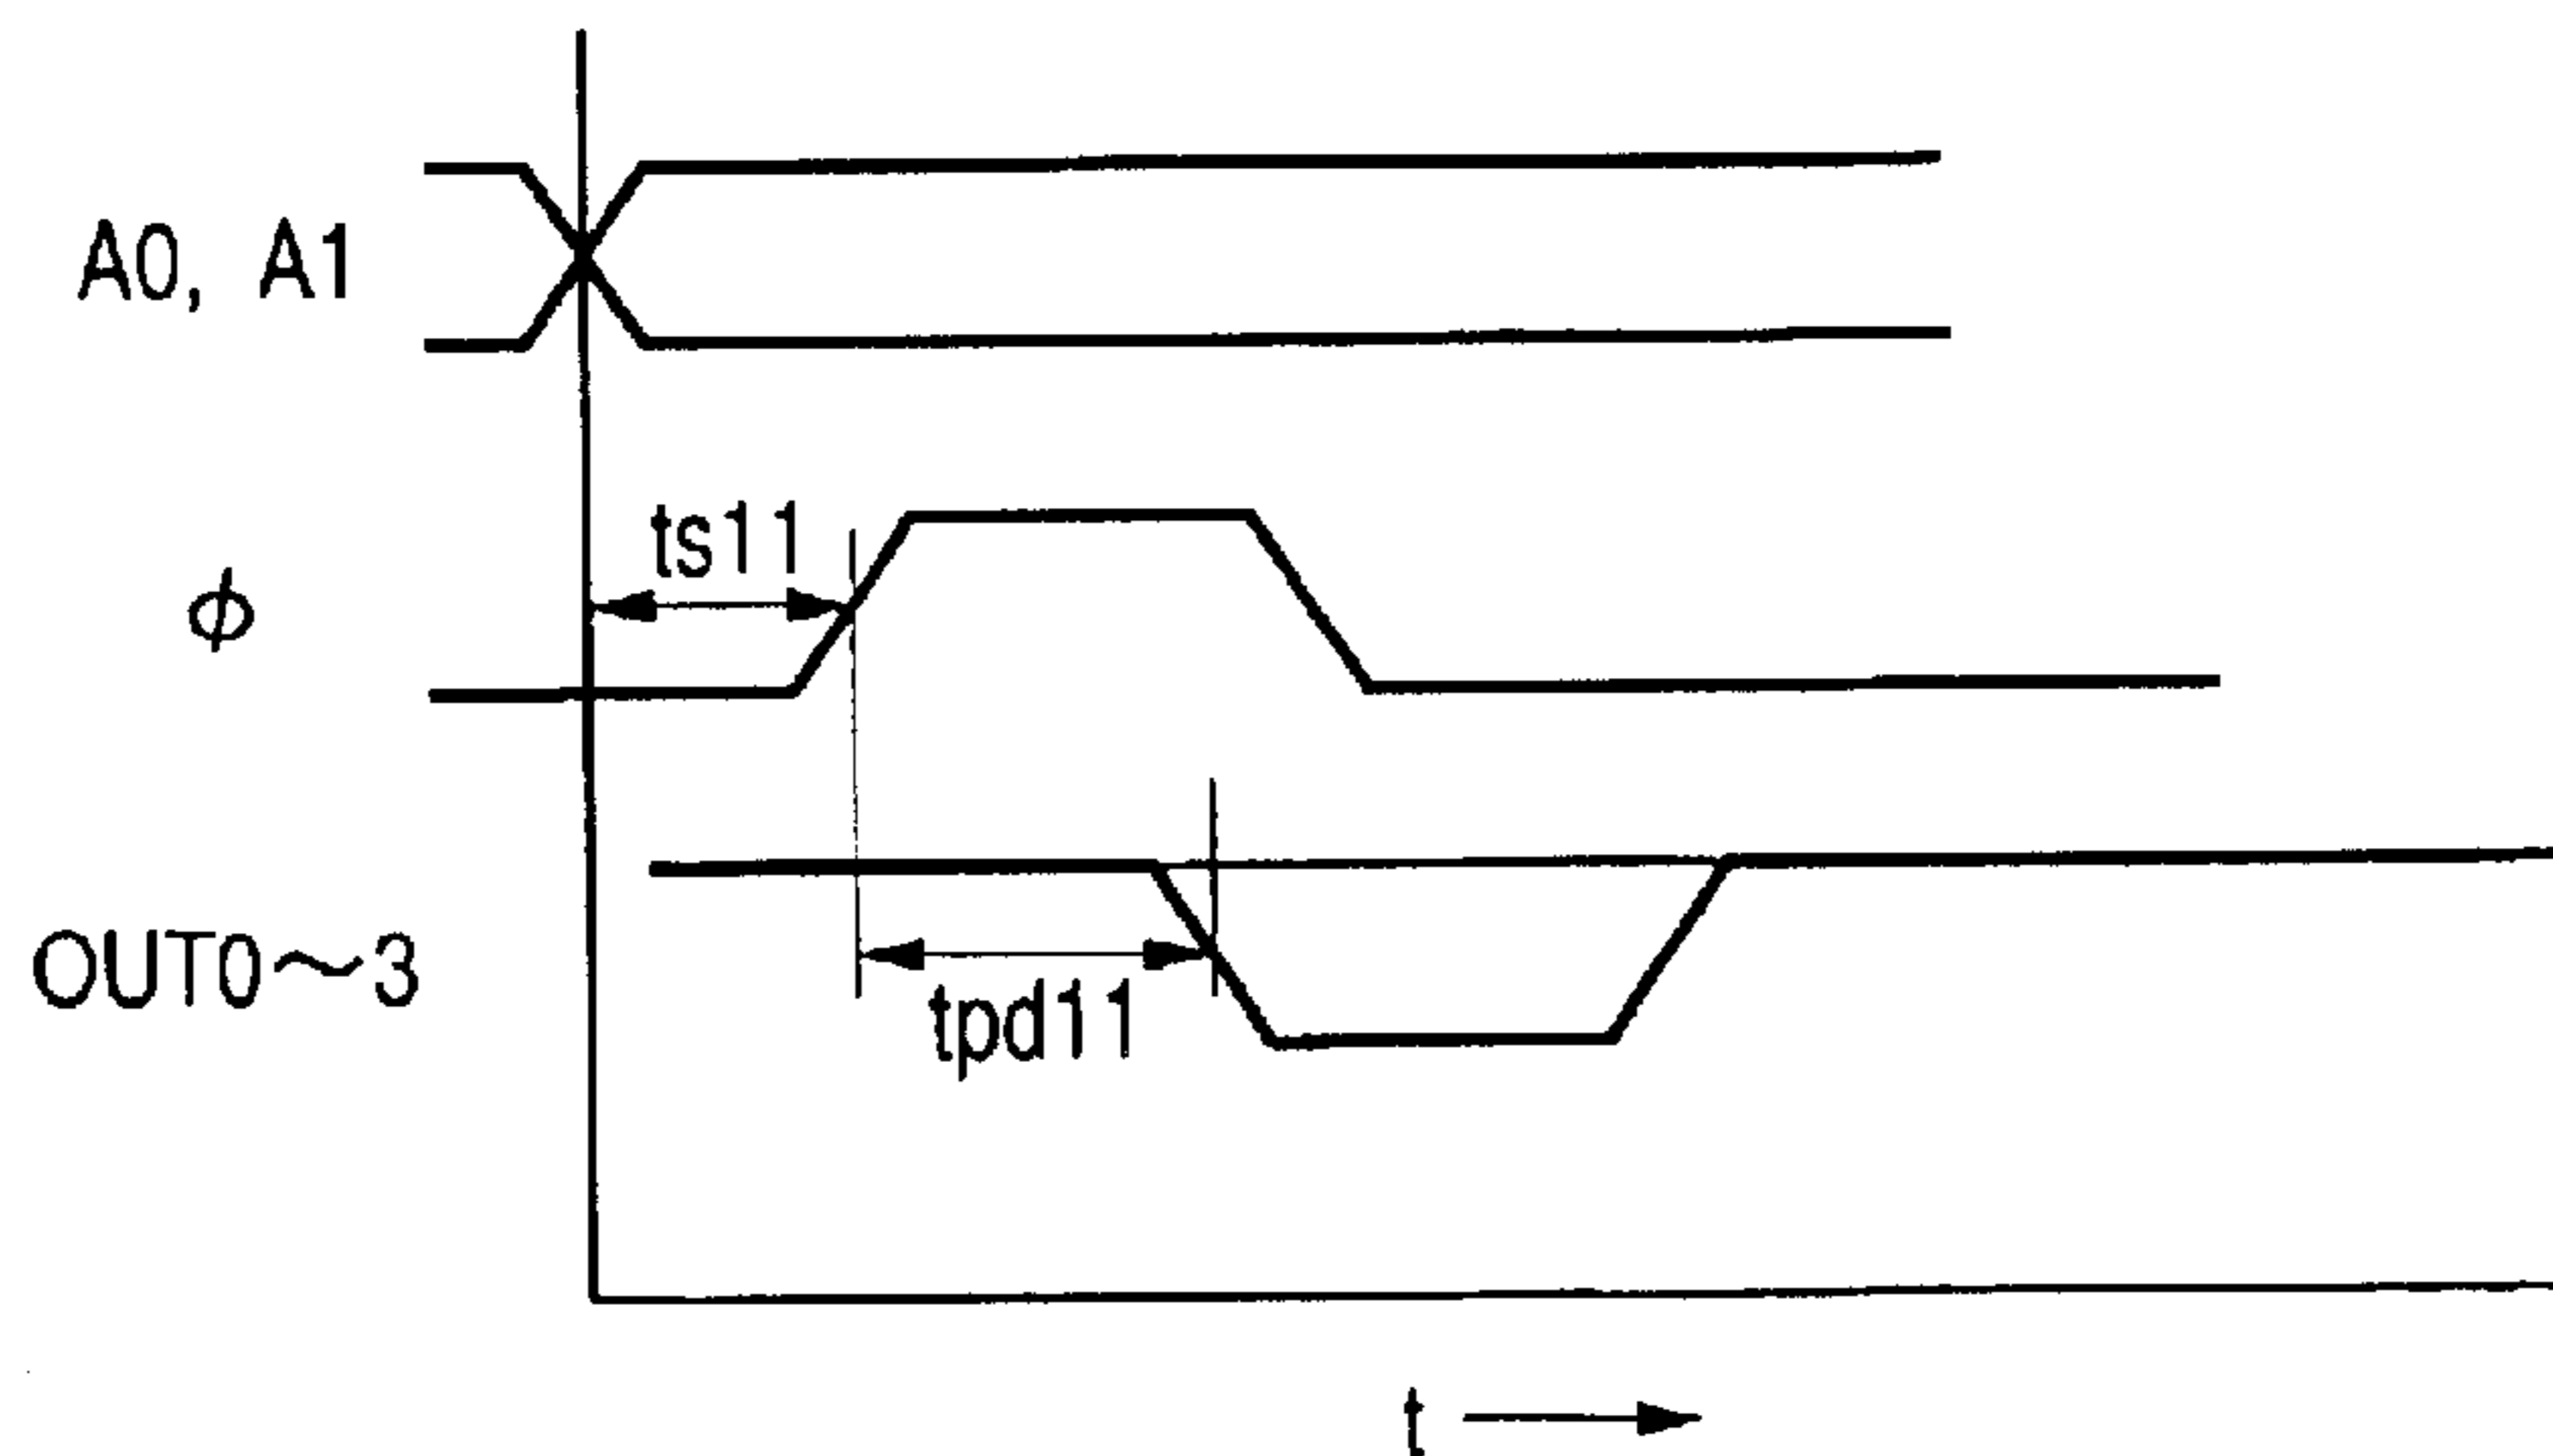 A0, A1
ts11
ϕ
OUT0～3
tpd11
t